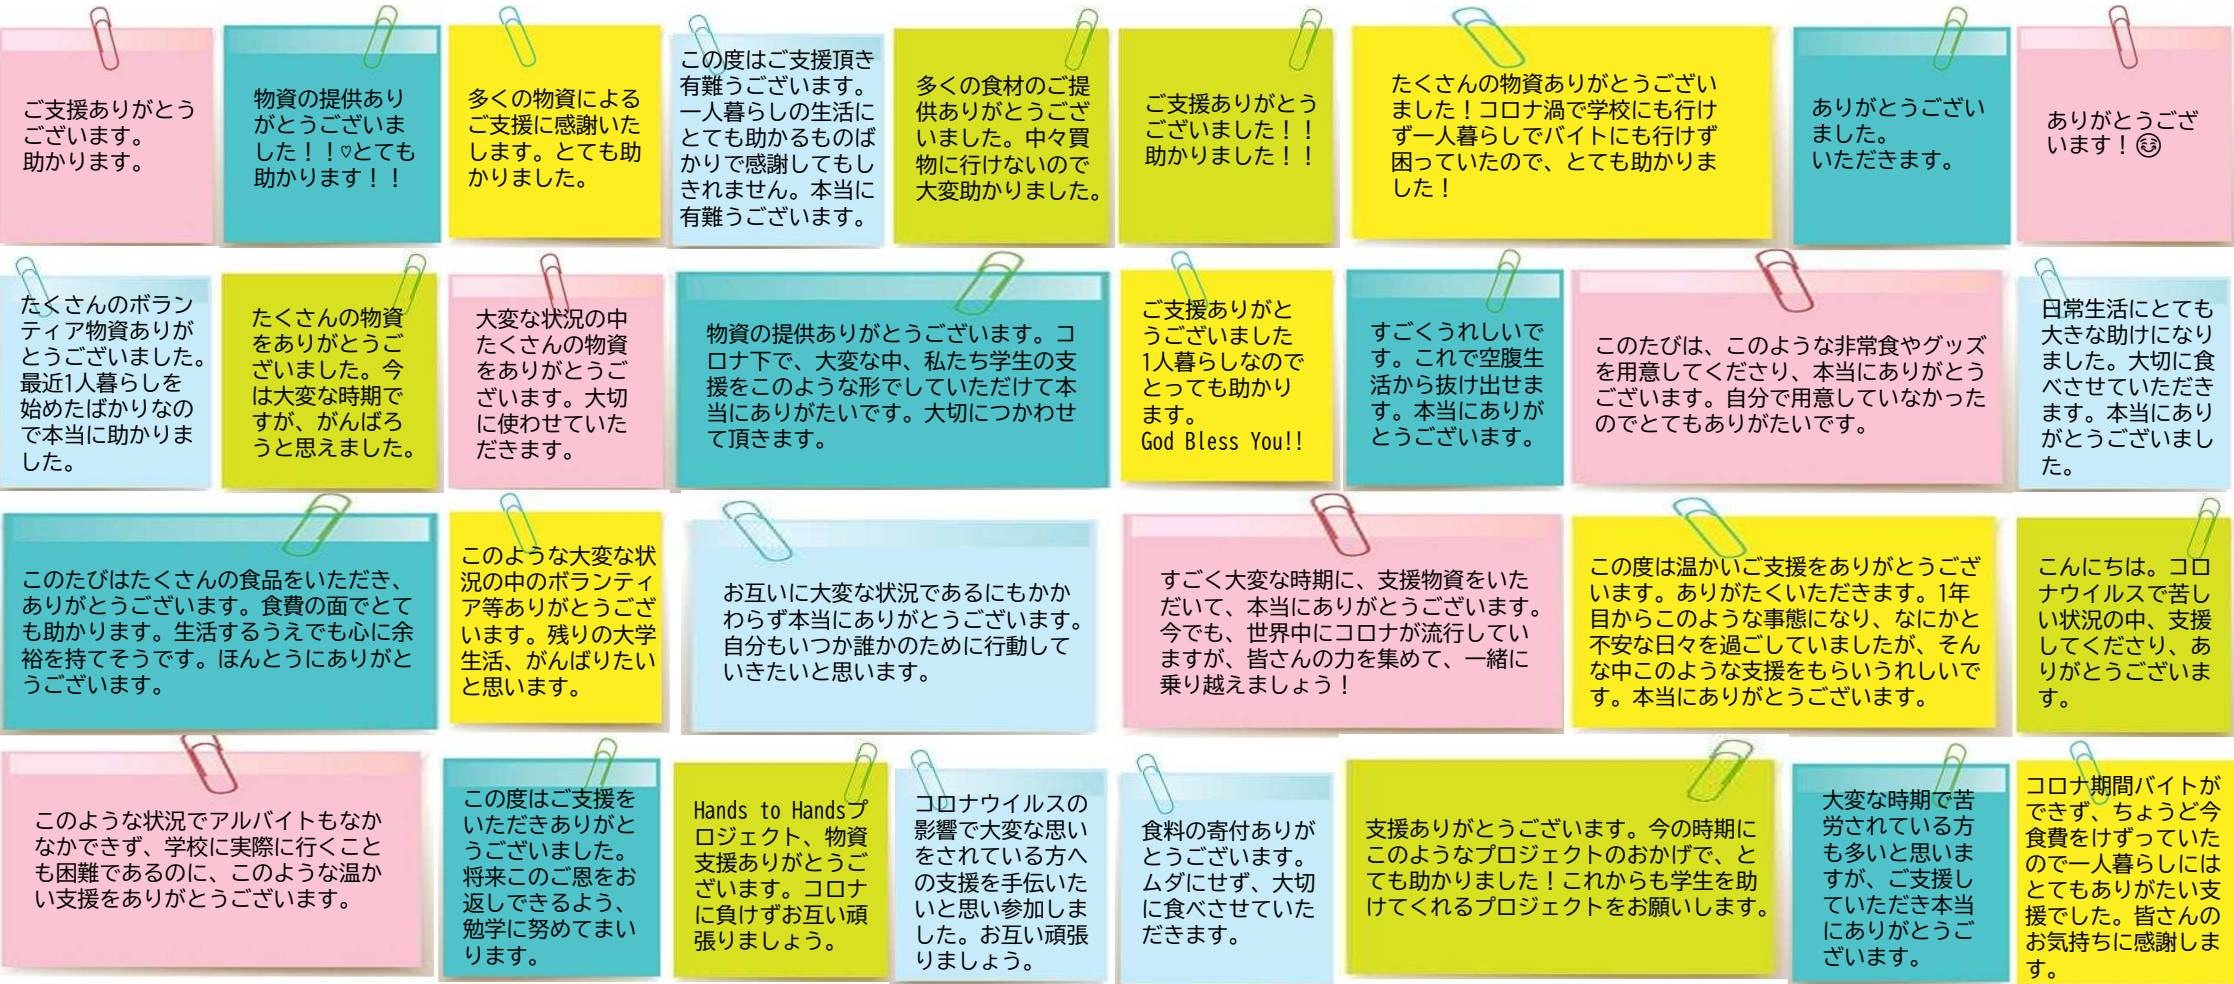 ご支援ありがとう
ございます。
助かります。
物資の提供あり
がとうございま
した！！♡とても
助かります！！
多くの物資による
ご支援に感謝いた
します。とても助
かりました。
この度はご支援頂き
有難うございます。
一人暮らしの生活に
とても助かるものば
かりで感謝してもし
きれません。本当に
有難うございます。
多くの食材のご提
供ありがとうござ
いました。中々買
物に行けないので
大変助かりました。
ご支援ありがとう
ございました！！
助かりました！！
たくさんの物資ありがとうござい
ました！コロナ渦で学校にも行け
ず一人暮らしでバイトにも行けず
困っていたので、とても助かりま
した！
ありがとうござい
ました。
いただきます。
ありがとうござ
います！😂
たくさんのボラン
ティア物資ありが
とうございました。
最近1人暮らしを
始めたばかりなの
で本当に助かりま
した。
たくさんの物資
をありがとうご
ざいました。今
は大変な時期で
すが、がんばろ
うと思えました。
大変な状況の中
たくさんの物資
をありがとうご
ざいます。大切
に使わせていた
だきます。
物資の提供ありがとうございます。コ
ロナ下で、大変な中、私たち学生の支
援をこのような形でしていただけて本
当にありがたいです。大切につかわせ
て頂きます。
ご支援ありがと
うございました
1人暮らしなので
とっても助かり
ます。
God Bless You!!
すごくうれしいで
す。これで空腹生
活から抜け出せま
す。本当にありが
とうございます。
このたびは、このような非常食やグッズ
を用意してくださり、本当にありがとう
ございます。自分で用意していなかった
のでとてもありがたいです。
日常生活にとても
大きな助けになり
ました。大切に食
べさせていただき
ます。本当にあり
がとうございまし
た。
このたびはたくさんの食品をいただき、
ありがとうございます。食費の面でとて
も助かります。生活するうえでも心に余
裕を持てそうです。ほんとうにありがと
うございます。
このような大変な状
況の中のボランティ
ア等ありがとうござ
います。残りの大学
生活、がんばりたい
と思います。
お互いに大変な状況であるにもかか
わらず本当にありがとうございます。
自分もいつか誰かのために行動して
いきたいと思います。
すごく大変な時期に、支援物資をいた
だいて、本当にありがとうございます。
今でも、世界中にコロナが流行してい
ますが、皆さんの力を集めて、一緒に
乗り越えましょう！
この度は温かいご支援をありがとうござ
います。ありがたくいただきます。1年
目からこのような事態になり、なにかと
不安な日々を過ごしていましたが、そん
な中このような支援をもらいうれしいで
す。本当にありがとうございます。
こんにちは。コロ
ナウイルスで苦し
い状況の中、支援
してくださり、あ
りがとうございま
す。
このような状況でアルバイトもなか
なかできず、学校に実際に行くこと
も困難であるのに、このような温か
い支援をありがとうございます。
この度はご支援を
いただきありがと
うございました。
将来このご恩をお
返しできるよう、
勉学に努めてまい
ります。
Hands to Handsプ
ロジェクト、物資
支援ありがとうご
ざいます。コロナ
に負けずお互い頑
張りましょう。
コロナウイルスの
影響で大変な思い
をされている方へ
の支援を手伝いた
いと思い参加しま
した。お互い頑張
りましょう。
食料の寄付ありが
とうございます。
ムダにせず、大切
に食べさせていた
だきます。
支援ありがとうございます。今の時期に
このようなプロジェクトのおかげで、と
ても助かりました！これからも学生を助
けてくれるプロジェクトをお願いします。
大変な時期で苦
労されている方
も多いと思いま
すが、ご支援し
ていただき本当
にありがとうご
ざいます。
コロナ期間バイトが
できず、ちょうど今
食費をけずっていた
ので一人暮らしには
とてもありがたい支
援でした。皆さんの
お気持ちに感謝しま
す。